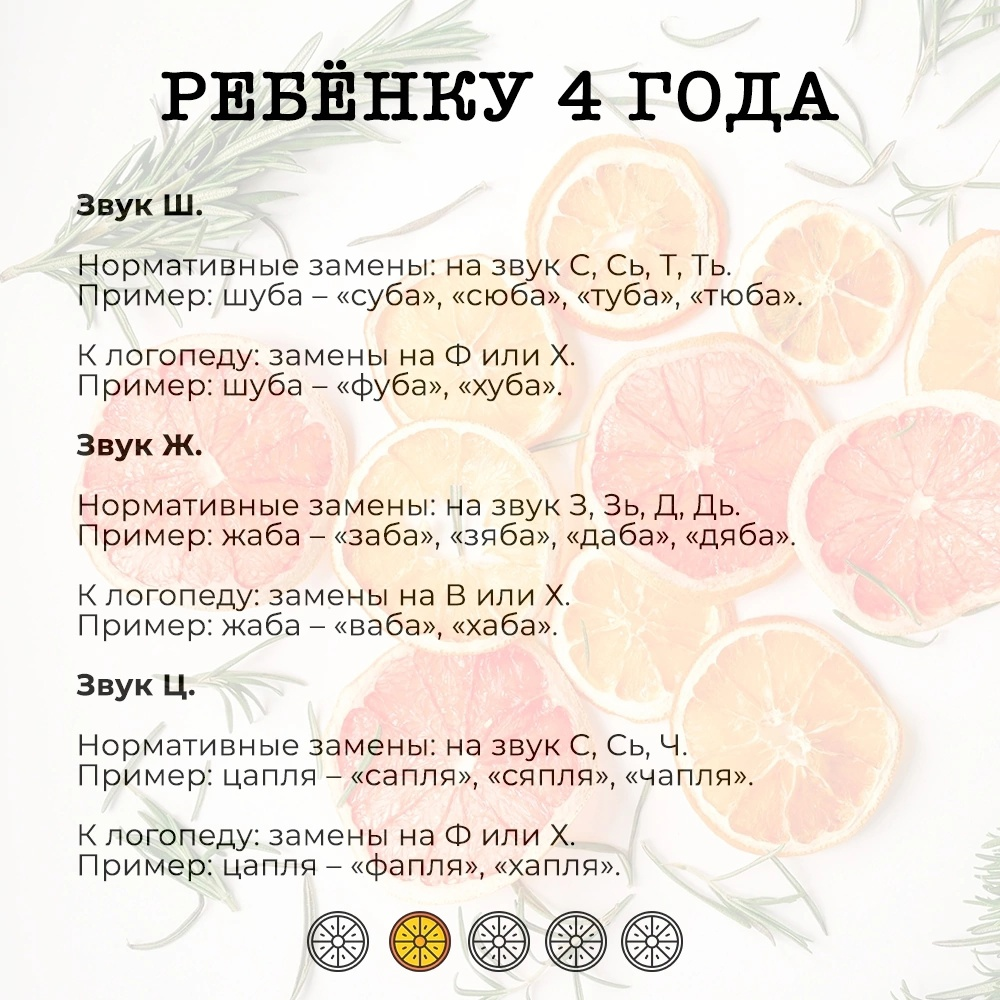 РЕБЁНКУ 4 ГОДА
Звук Ш.
Нормативные замены: на звук С, Сь, Т, Ть.
Пример: шуба – «суба», «сюба», «туба», «тюба».
К логопеду: замены на Ф или Х.
Пример: шуба – «фуба», «хуба».
Звук Ж.
Нормативные замены: на звук З, Зь, Д, Дь.
Пример: жаба – «заба», «зяба», «даба», «дяба».
К логопеду: замены на В или Х.
Пример: жаба – «ваба», «хаба».
Звук Ц.
Нормативные замены: на звук С, Сь, Ч.
Пример: цапля – «сапля», «сяпля», «чапля».
К логопеду: замены на Ф или Х.
Пример: цапля – «фапля», «хапля».